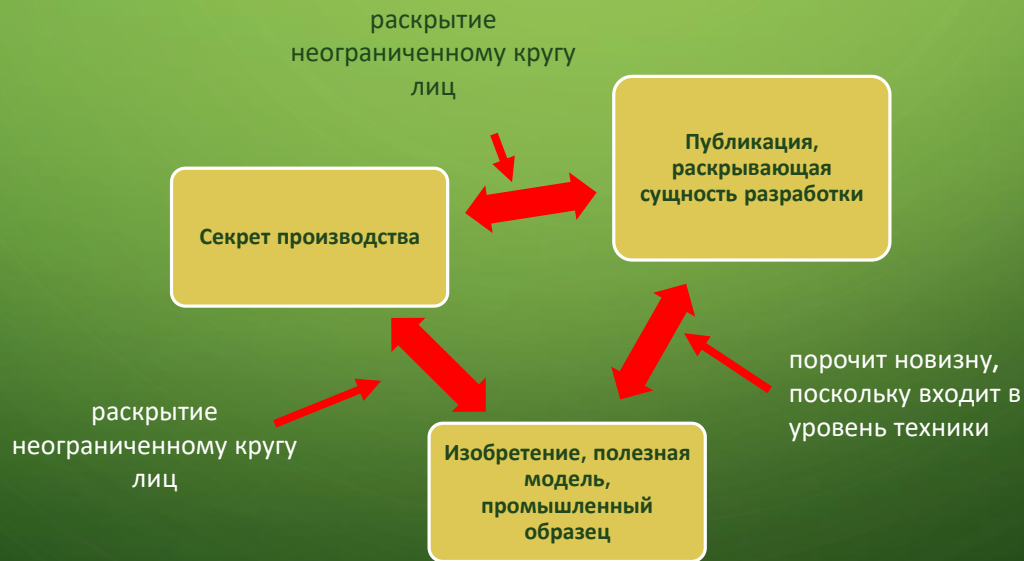 раскрытие
неограниченному кругу
лиц
Публикация,
раскрывающая
сущность разработки
Секрет производства
порочит новизну,
поскольку входит в
уровень техники
раскрытие
неограниченному кругу
лиц
Изобретение, полезная
модель,
промышленный
образец